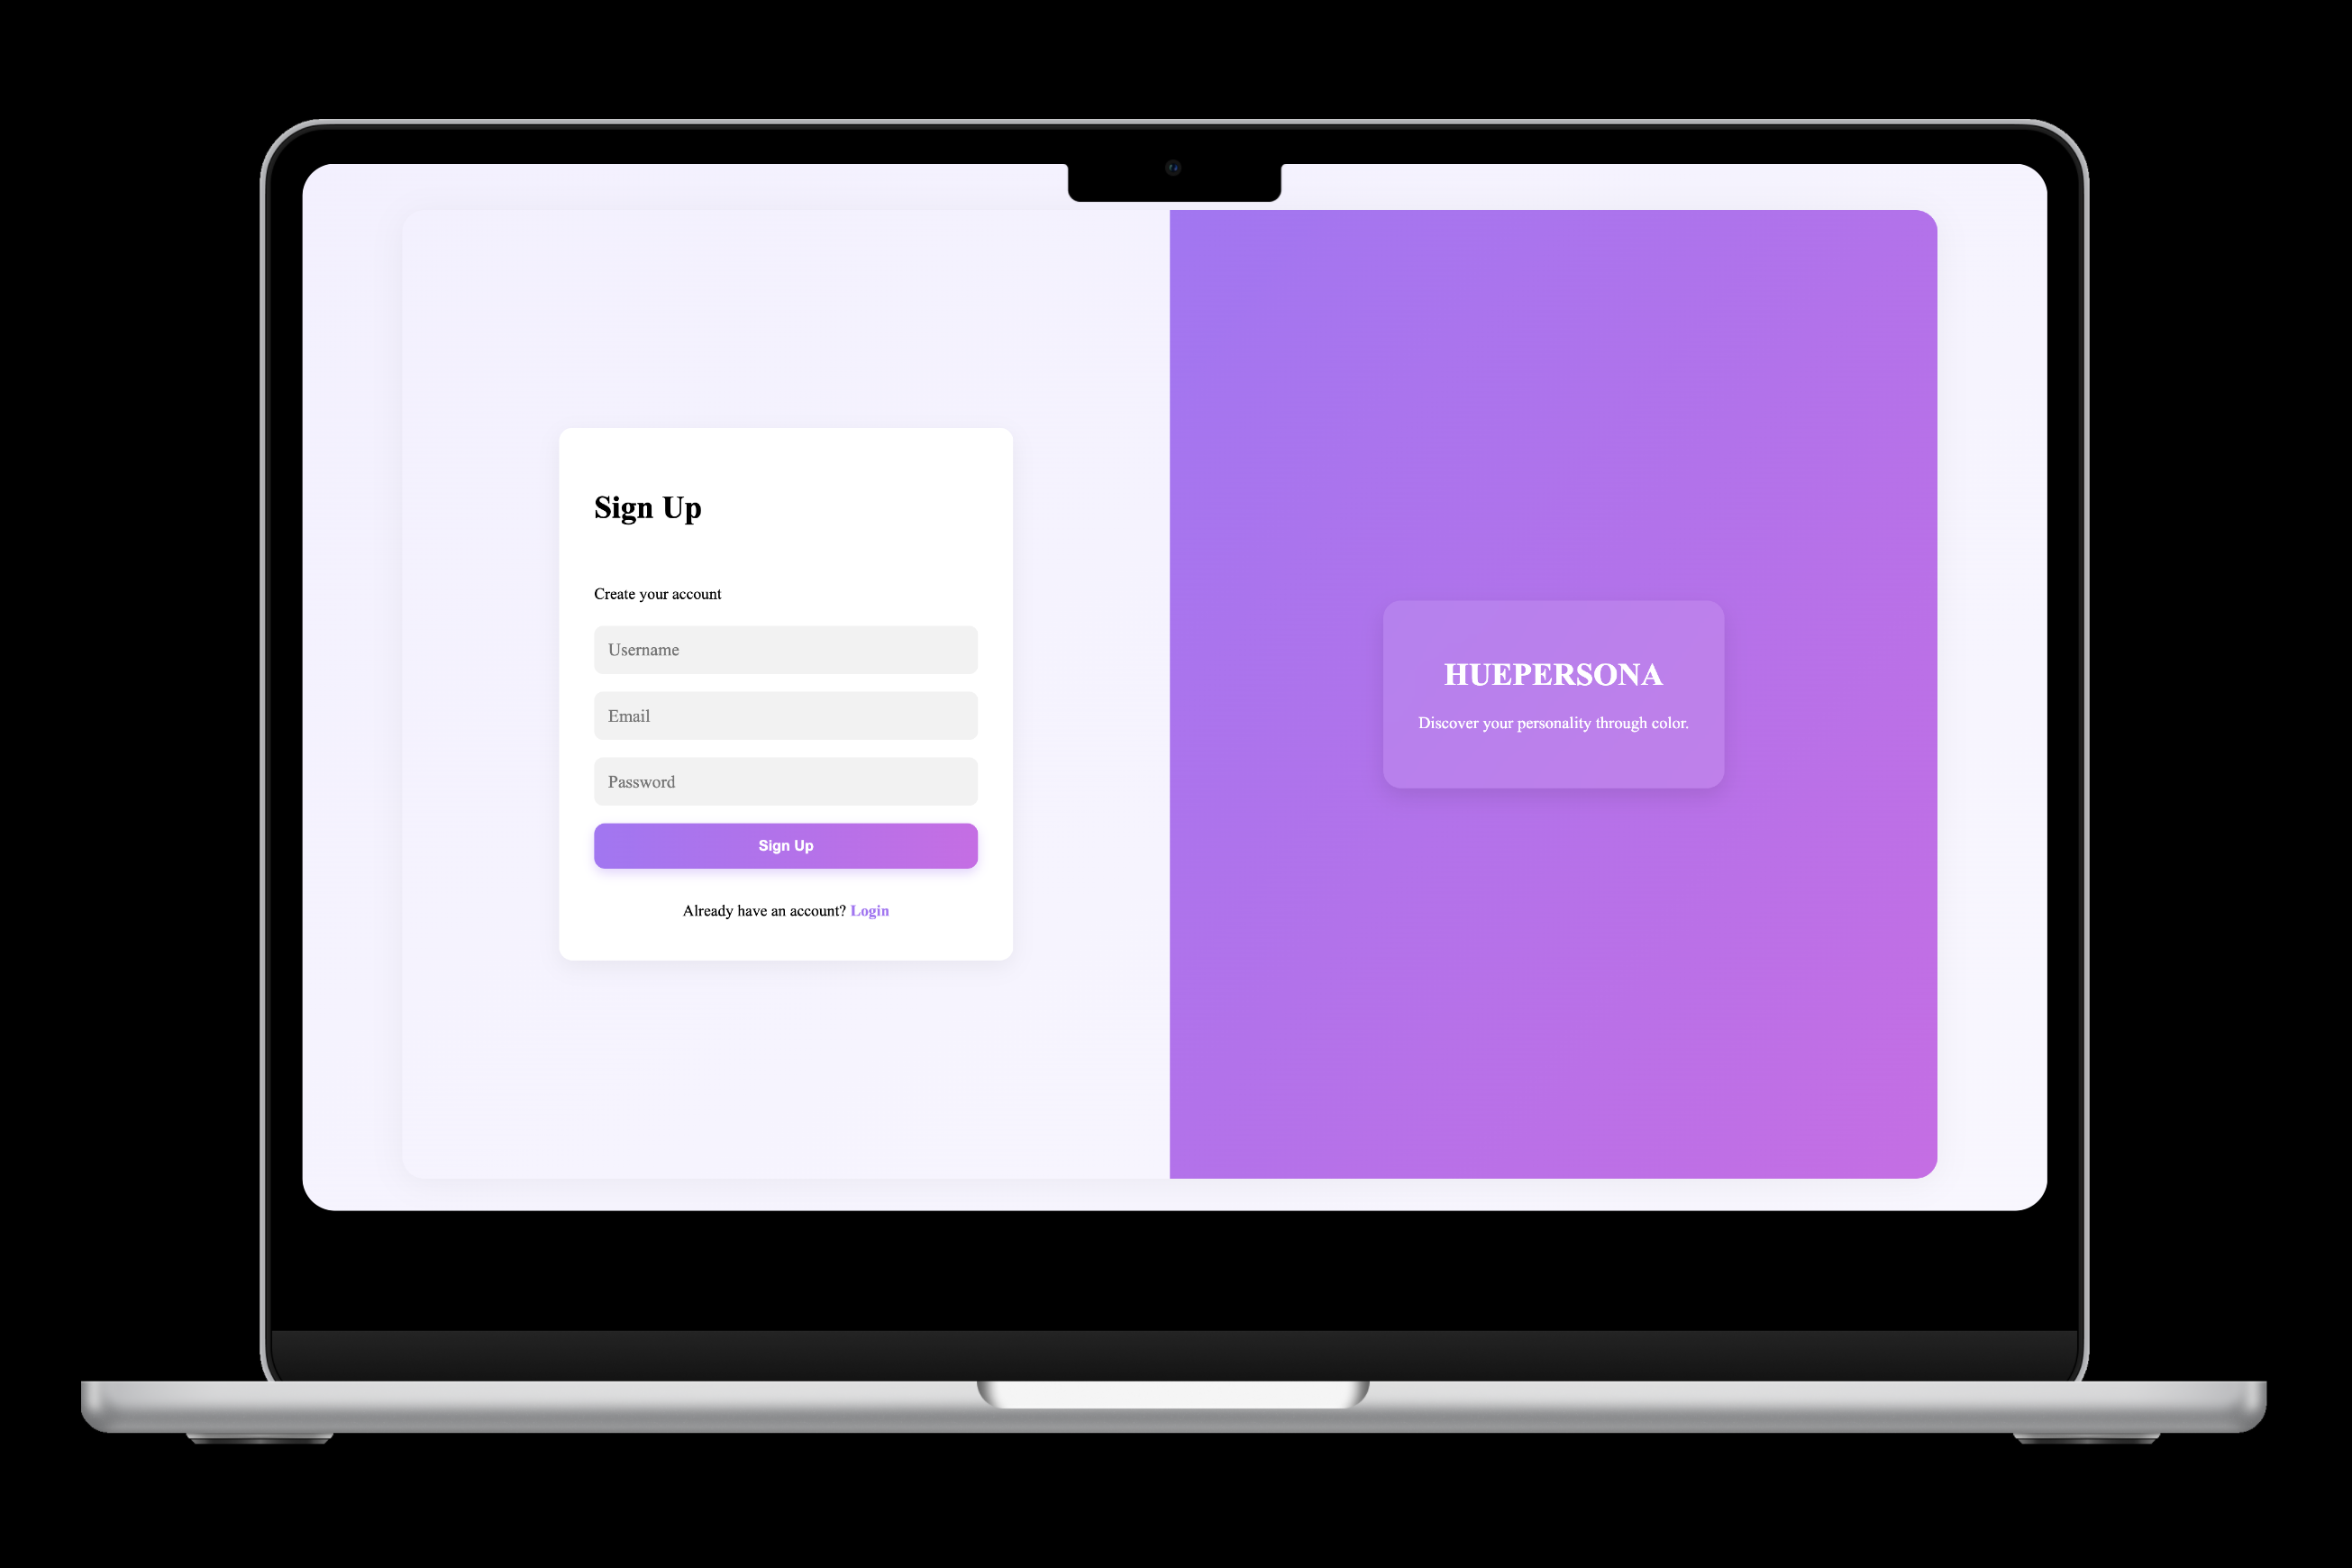 Sign Up
Create your account
Username
Email
Password
Sign Up
Already have an account? Login
HUEPERSONA
Discover your personality through color.